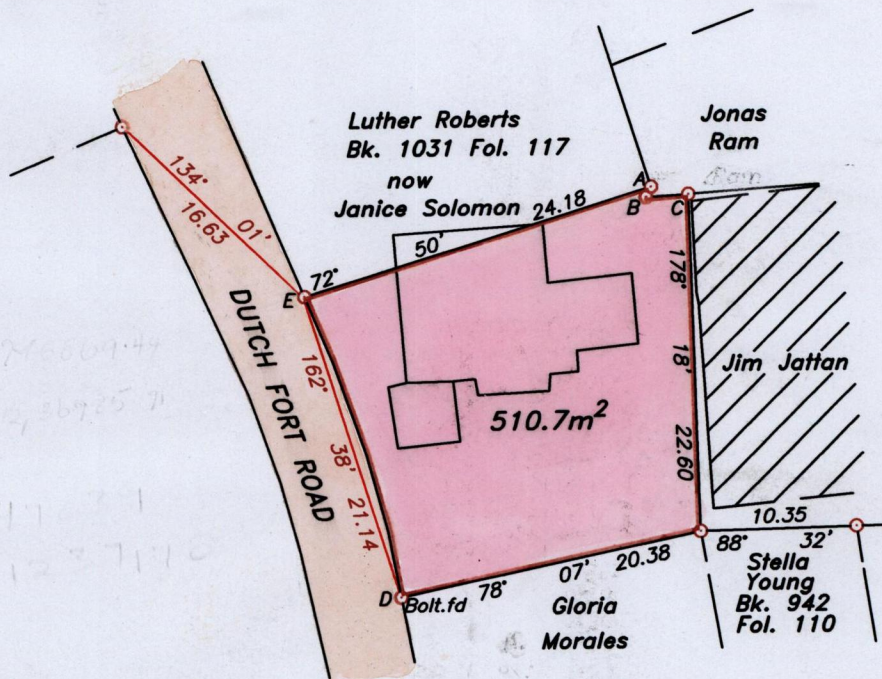 Luther Roberts
Bk. 1031 Fol. 117
now
Janice Solomon
Jonas
Ram
Ram
134°
01'
16.63
A
B
C
24.18
50'
72°
E
DUTCH FORT ROAD
162°
38'
21.14
178°
18'
22.60
Jim Jattan
510.7m²
10.35
88°
32'
Stella
Young
Bk. 942
Fol. 110
20.38
07'
78°
D
Bolt.fd
Gloria
Morales